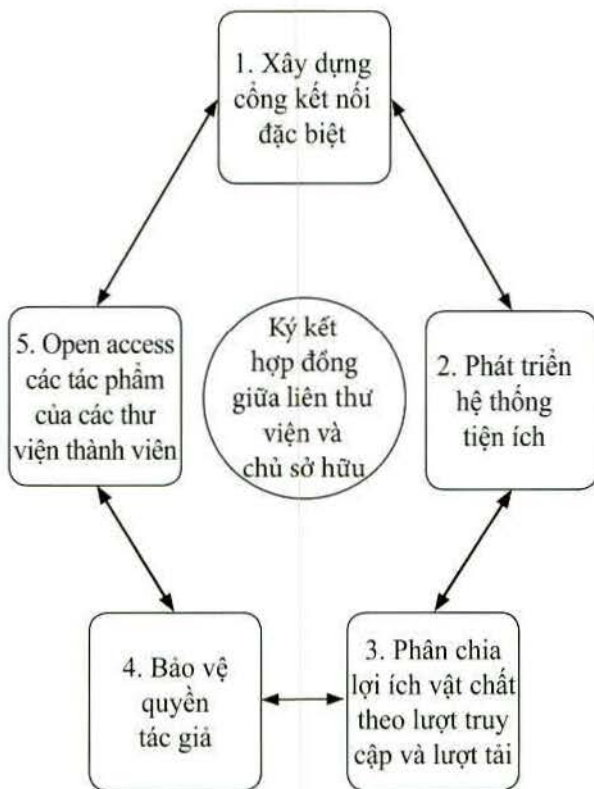 1. Xây dựng
cổng kết nối
đặc biệt
5. Open access
các tác phẩm
của các thư
viện thành viên
Ký kết
hợp đồng
giữa liên thư
viện và
chủ sở hữu
2. Phát triển
hệ thống
tiện ích
4. Bảo vệ
quyền
tác giả
3. Phân chia
lợi ích vật chất
theo lượt truy
cập và lượt tải